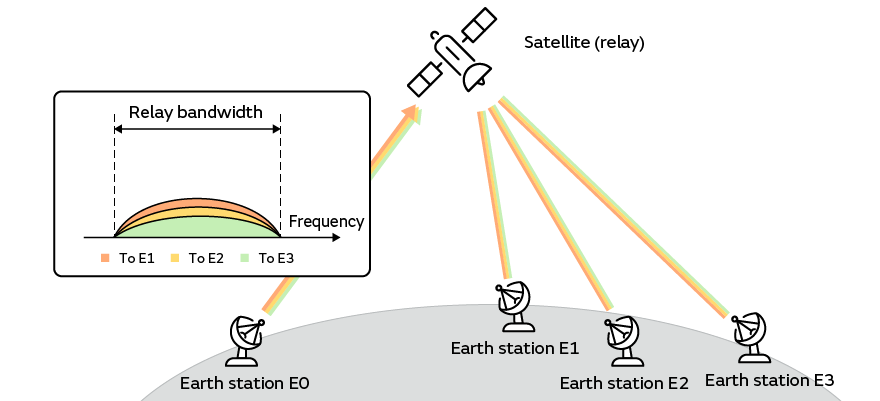 Satellite (relay)
Relay bandwidth
Frequency
To E1 To E2 To E3
Earth station E1
Earth station E0
Earth station E2
Earth station E3